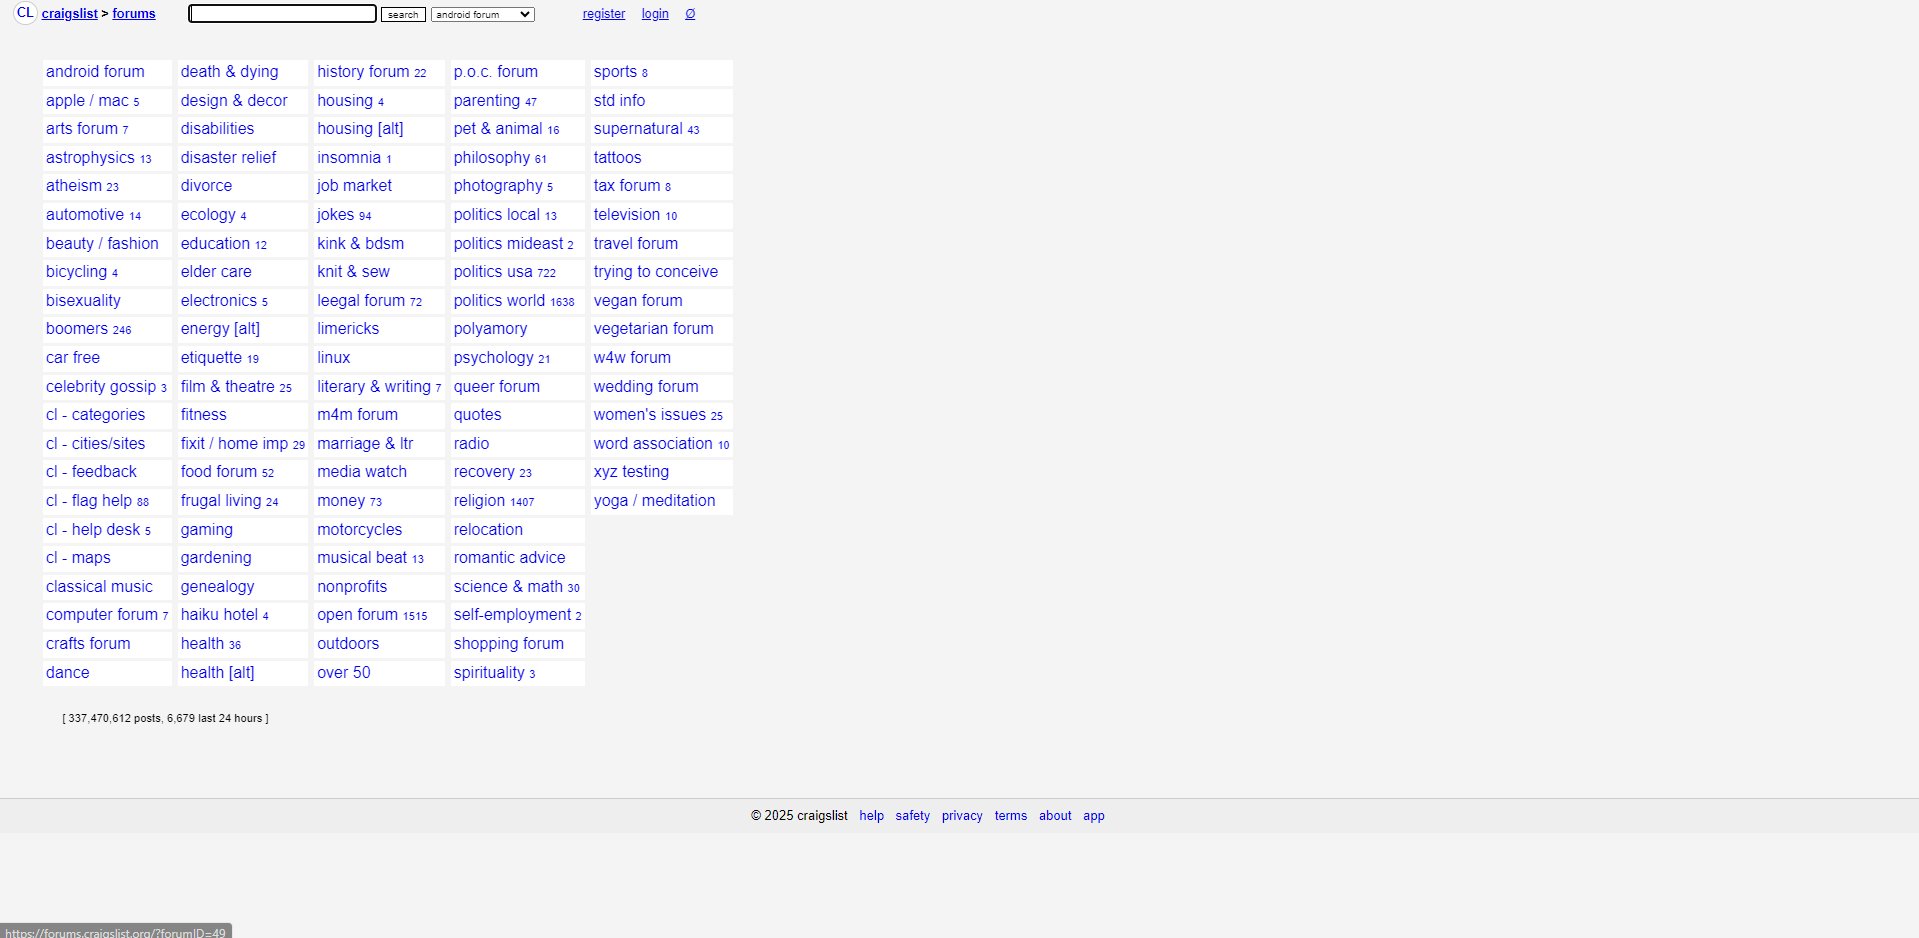 CL craigslist > forums search android forum register login ∅
android forum death & dying history forum 22 p.o.c. forum sports 8
apple / mac 5 design & decor housing 4 parenting 47 std info
arts forum 7 disabilities housing [alt] pet & animal 16 supernatural 43
astrophysics 13 disaster relief insomnia 1 philosophy 61 tattoos
atheism 23 divorce job market photography 5 tax forum 8
automotive 14 ecology 4 jokes 94 politics local 13 television 10
beauty / fashion education 12 kink & bdsm politics mideast 2 travel forum
bicycling 4 elder care knit & sew politics usa 722 trying to conceive
bisexuality electronics 5 leegal forum 72 politics world 1638 vegan forum
boomers 246 energy [alt] limericks polyamory vegetarian forum
car free etiquette 19 linux psychology 21 w4w forum
celebrity gossip 3 film & theatre 25 literary & writing 7 queer forum wedding forum
cl - categories fitness m4m forum quotes women's issues 25
cl - cities/sites fixit / home imp 29 marriage & ltr radio word association 10
cl - feedback food forum 52 media watch recovery 23 xyz testing
cl - flag help 88 frugal living 24 money 73 religion 1407 yoga / meditation
cl - help desk 5 gaming motorcycles relocation
cl - maps gardening musical beat 13 romantic advice
classical music genealogy nonprofits science & math 30
computer forum 7 haiku hotel 4 open forum 1515 self-employment 2
crafts forum health 36 outdoors shopping forum
dance health [alt] over 50 spirituality 3
[ 337,470,612 posts, 6,679 last 24 hours ]
© 2025 craigslist help safety privacy terms about app
https://forums.craigslist.org/?forumID=49